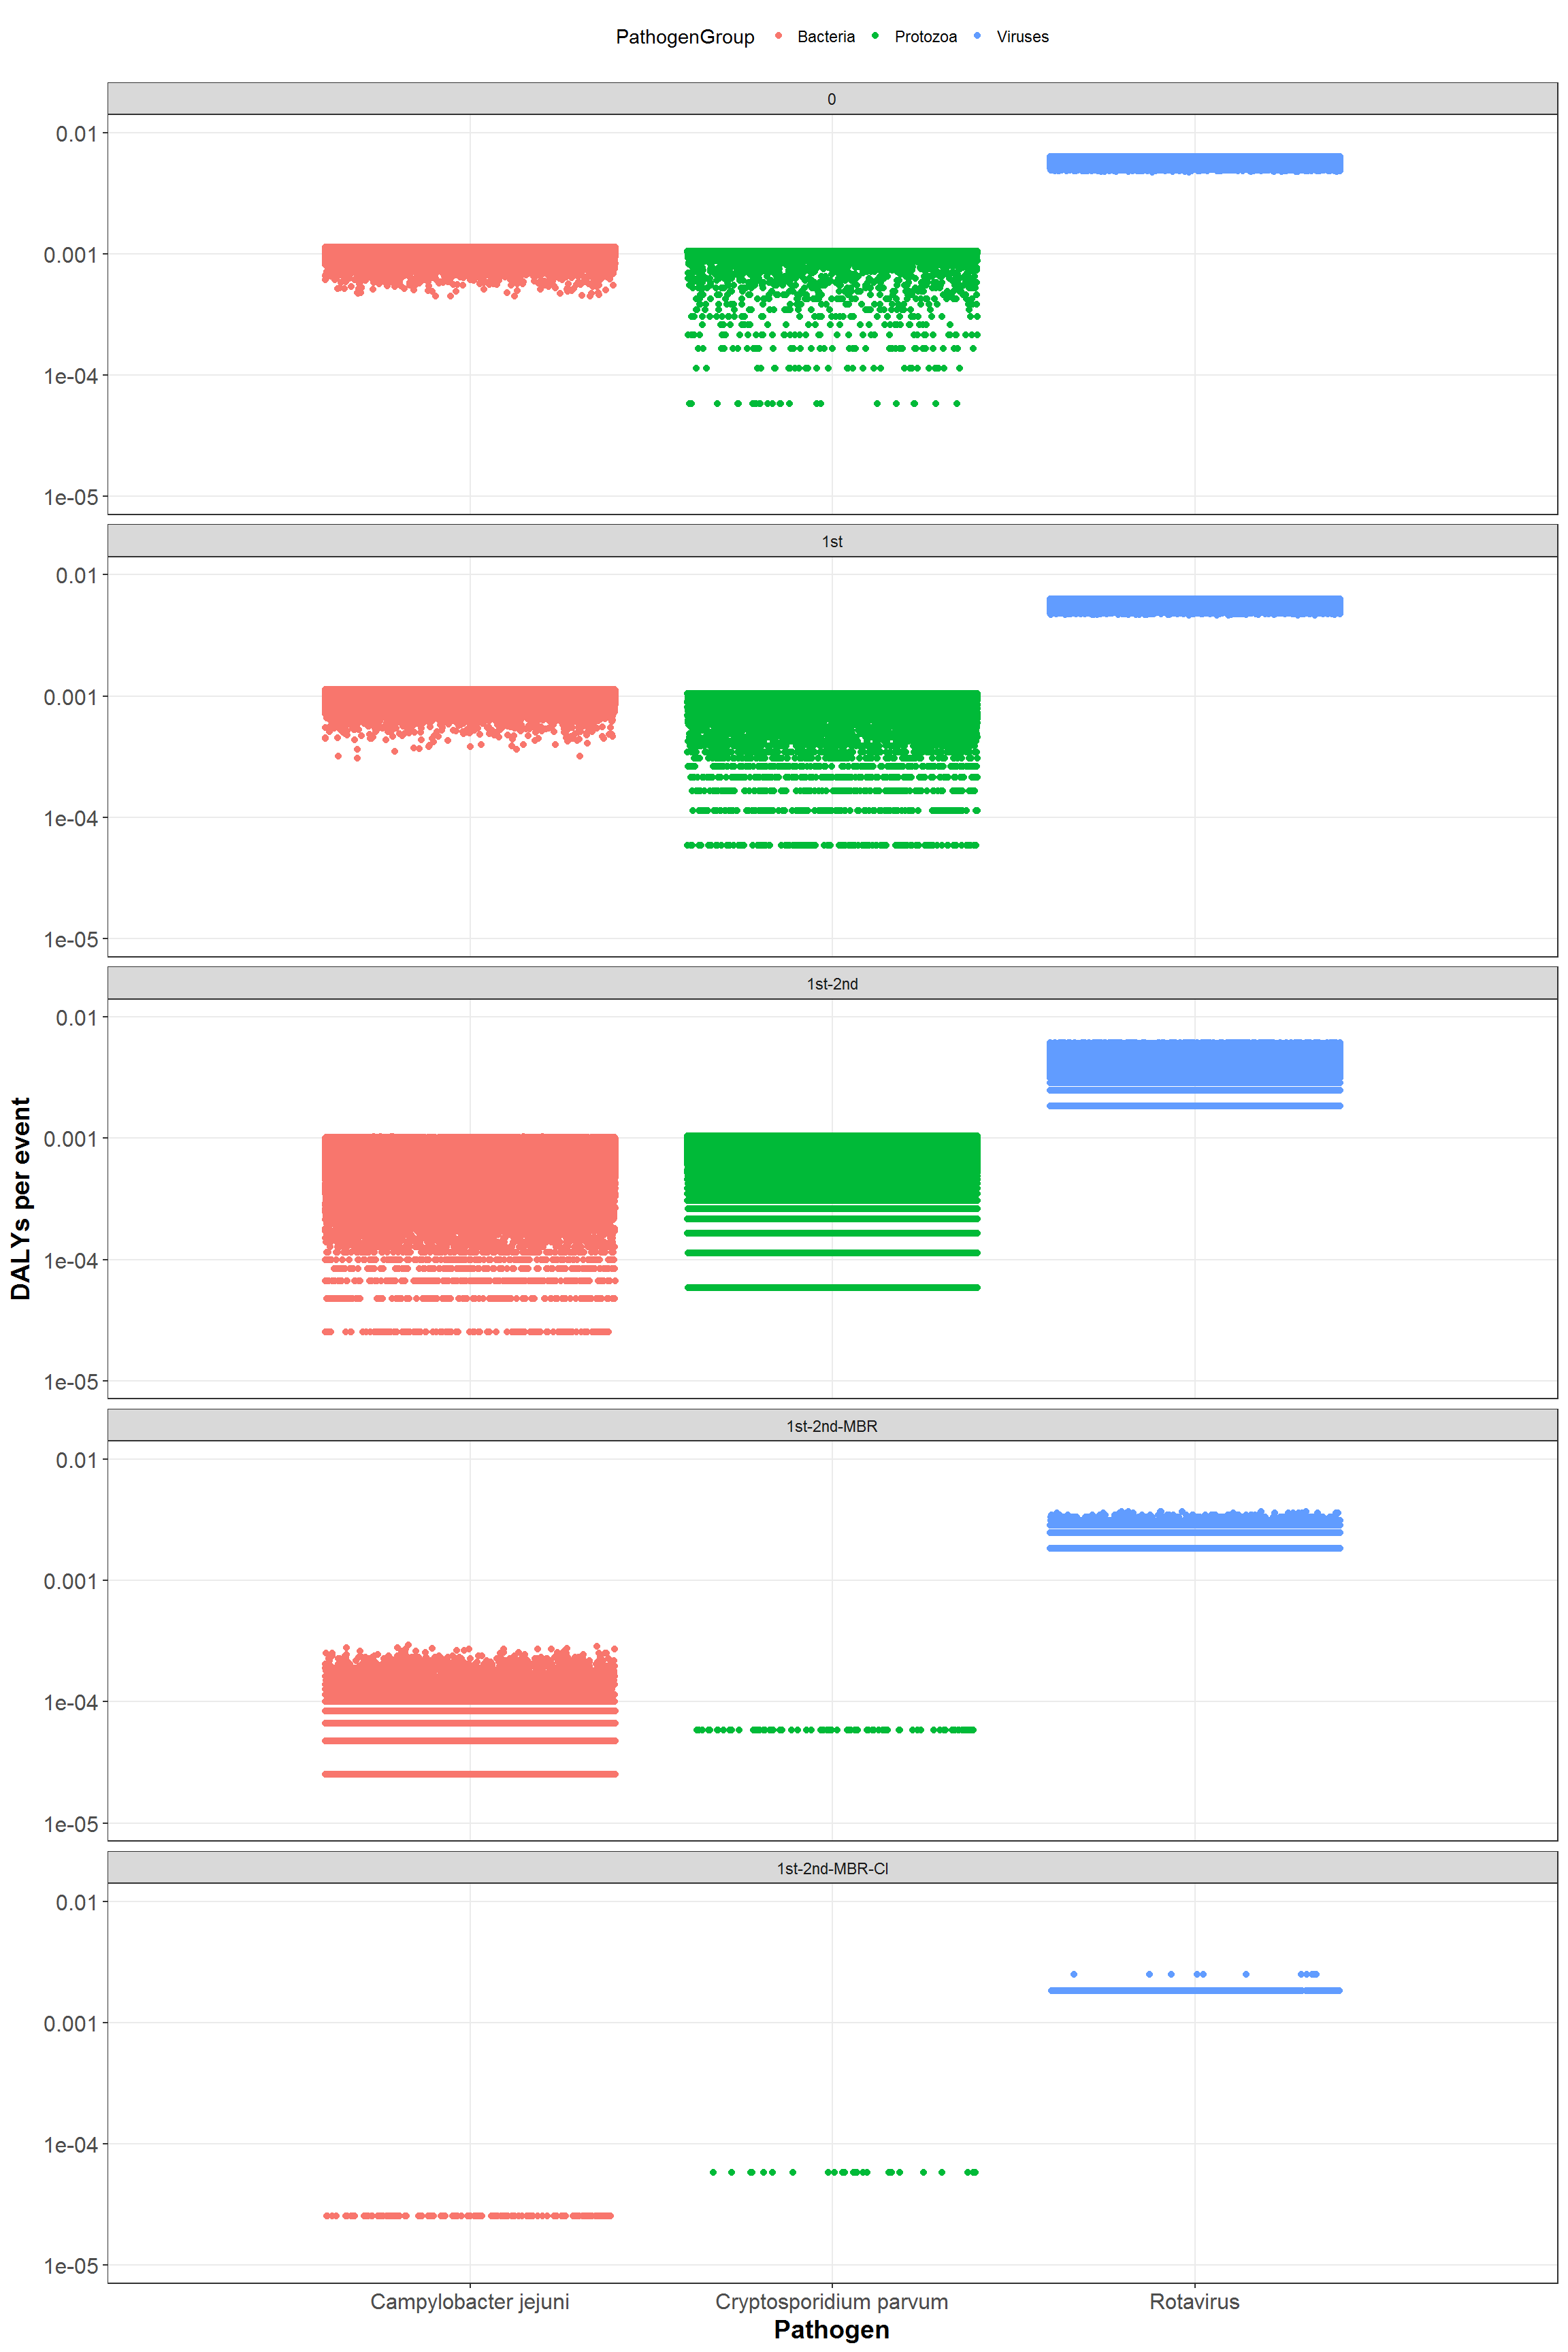 PathogenGroup Bacteria Protozoa Viruses
0
0.01
0.001
1e-04
1e-05
1st
0.01
0.001
1e-04
1e-05
1st-2nd
0.01
0.001
1e-04
1e-05
DALYs per event
1st-2nd-MBR
0.01
0.001
1e-04
1e-05
1st-2nd-MBR-Cl
0.01
0.001
1e-04
1e-05
Campylobacter jejuni Cryptosporidium parvum Rotavirus
Pathogen